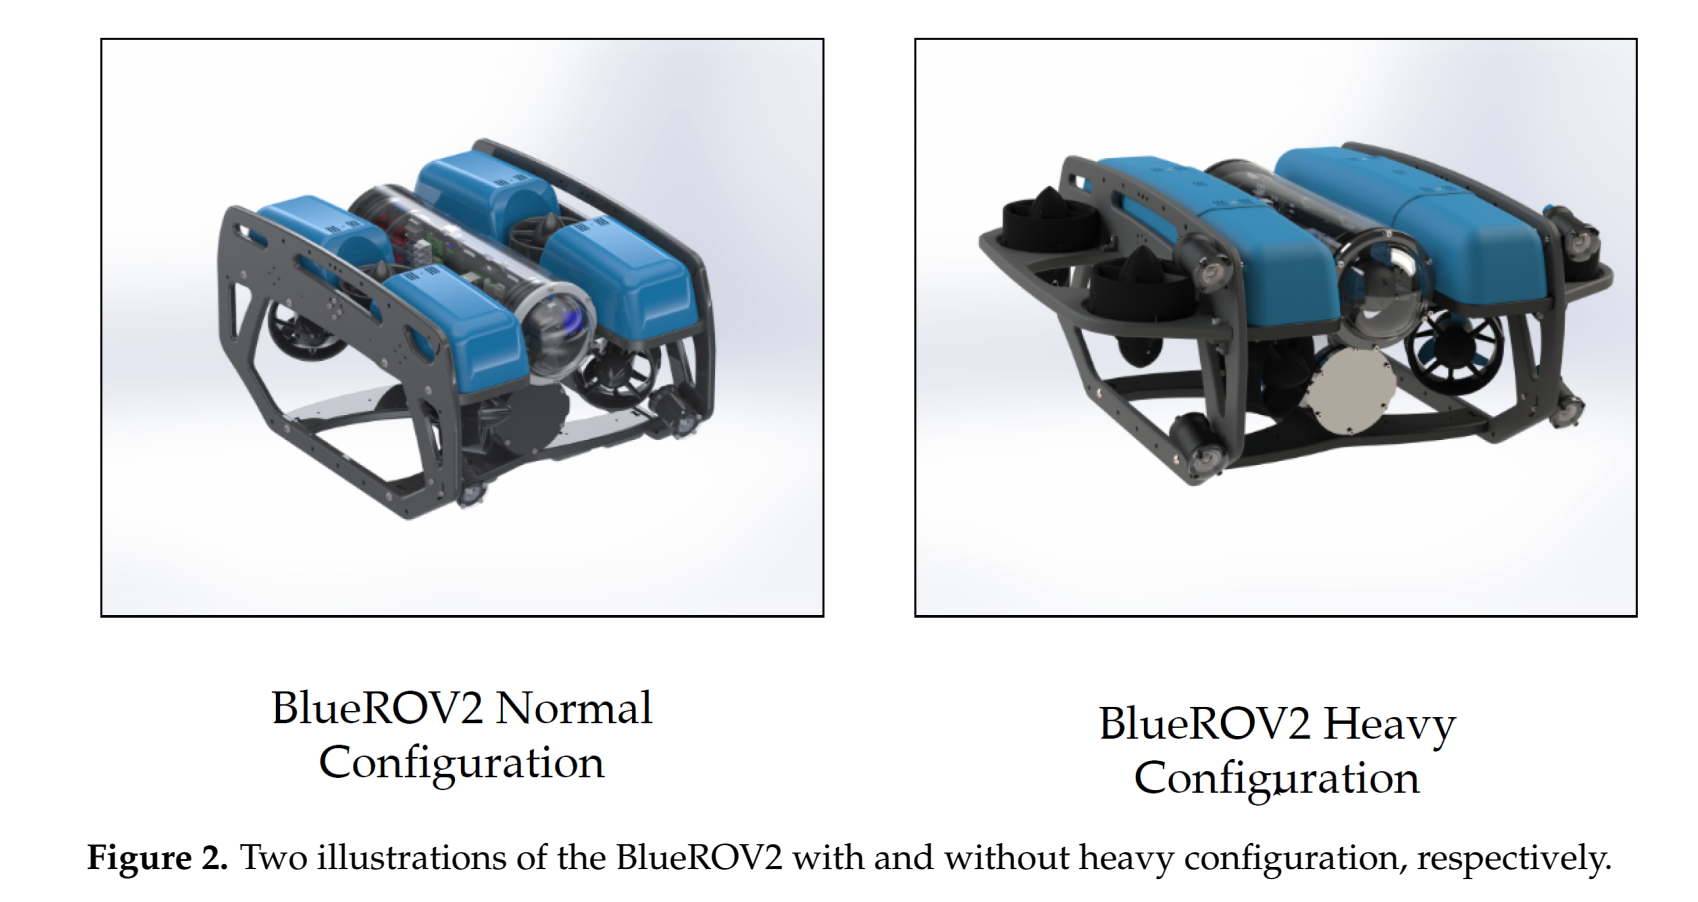 BlueROV2 Normal
Configuration
BlueROV2 Heavy
Configuration
Figure 2. Two illustrations of the BlueROV2 with and without heavy configuration, respectively.